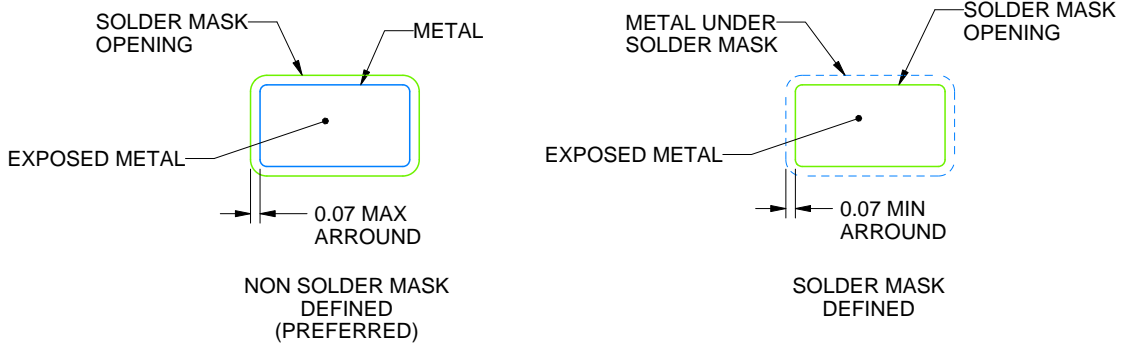 SOLDER MASK
OPENING
METAL
EXPOSED METAL
0.07 MAX
ARROUND
NON SOLDER MASK
DEFINED
(PREFERRED)
METAL UNDER
SOLDER MASK
SOLDER MASK
OPENING
EXPOSED METAL
0.07 MIN
ARROUND
SOLDER MASK
DEFINED